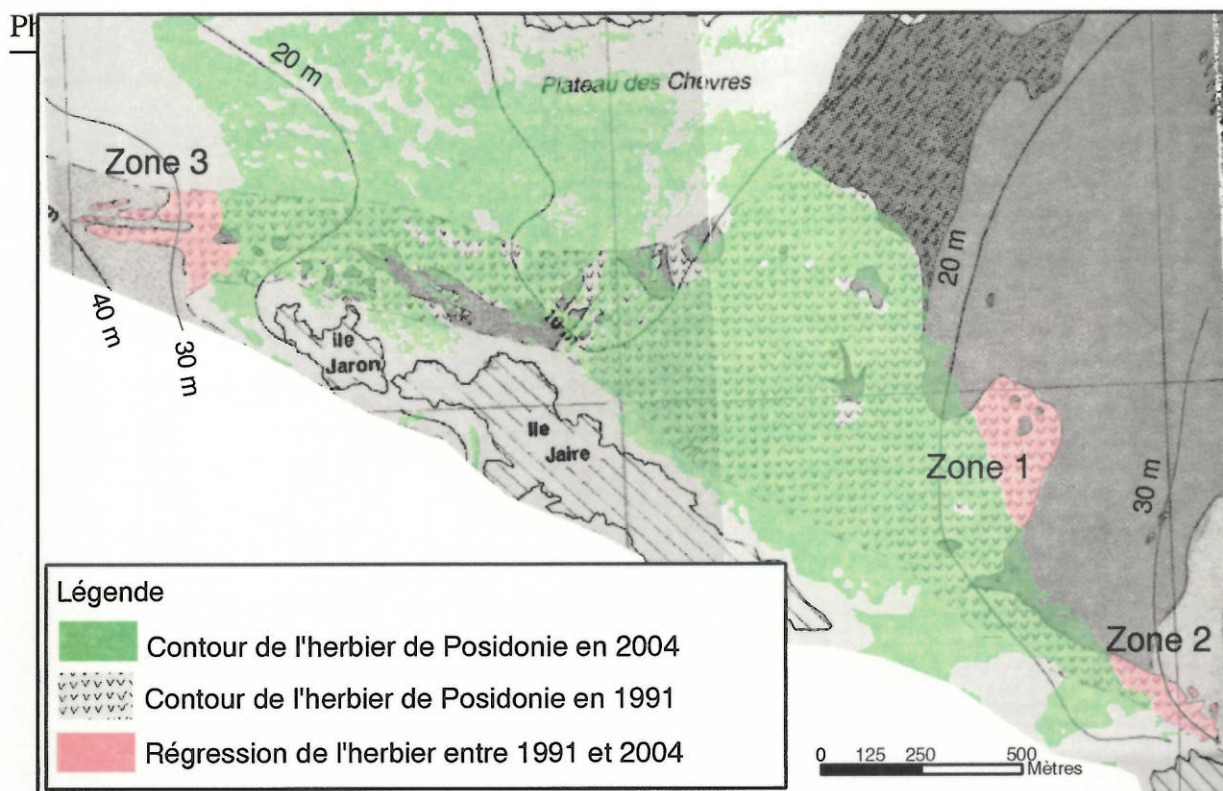 20 m
Plateau des Chèvres
Zone 3
20 m
40 m
30 m
île
Jaron
Ile
Jaire
Zone 1
30 m
Zone 2
Légende
Contour de l'herbier de Posidonie en 2004
Contour de l'herbier de Posidonie en 1991
Régression de l'herbier entre 1991 et 2004
0 125 250 500
Mètres